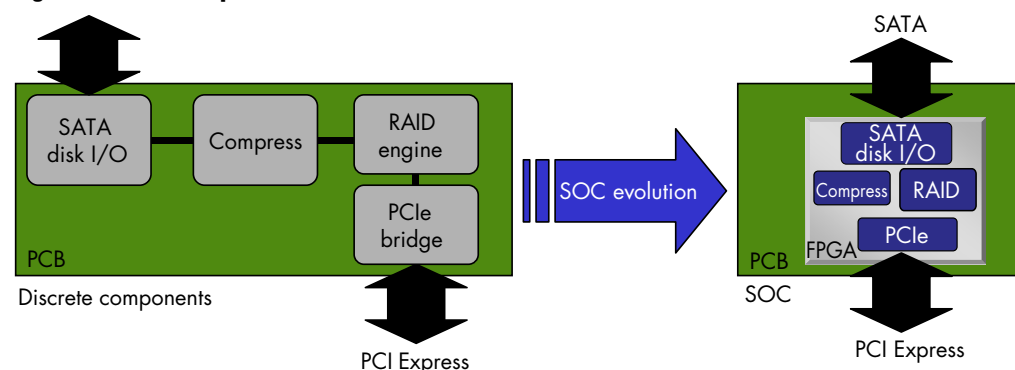 SATA
disk I/O
Compress
RAID
engine
PCIe
bridge
PCB
Discrete components
PCI Express
SOC evolution
SATA
SATA
disk I/O
Compress
RAID
PCIe
FPGA
PCB
SOC
PCI Express